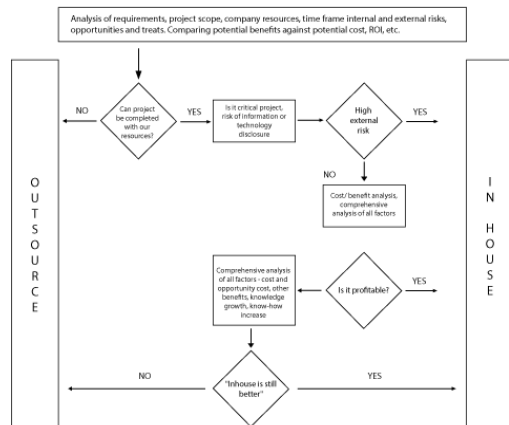 Analysis of requirements, project scope, company resources, time frame internal and external risks,
opportunities and treats. Comparing potential benefits against potential cost, ROI, etc.
NO
Can project
be completed
with our
resources?
YES
Is it critical project,
risk of information or
technology
disclosure
High
external
risk
YES
NO
Cost/ benefit analysis,
comprehensive
analysis of all factors
OUTSOURCE
IN HOUSE
Comprehensive analysis
of all factors - cost and
opportunity cost, other
benefits, knowledge
growth, know-how
increase
Is it profitable?
YES
NO
"Inhouse is still
better"
YES